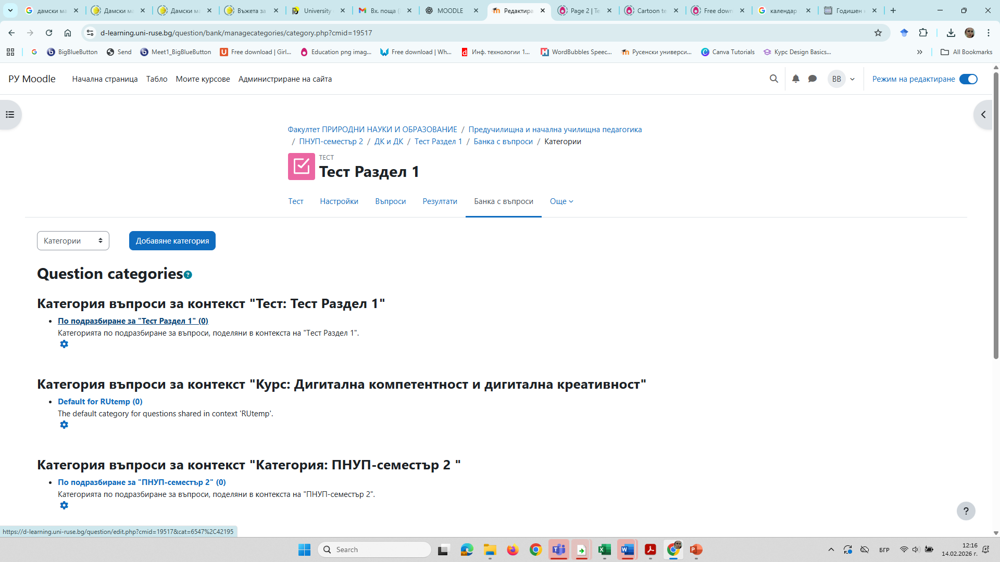 дамски ма
Дамски ма
Дамски ма
Въжета за
University
Вх. поща (
MOODLE
Редактира
Page 2 | Te
Cartoon te
Free down
календар
Годишен к
d-learning.uni-ruse.bg/question/bank/managecategories/category.php?cmid=19517
BigBlueButton
Send
Meet1_BigBlueButton
Free download | Girl...
Education png imag...
Free download | Wh...
Инф. технологии 1...
WordBubbles Speec...
Русенски универси...
Canva Tutorials
Курс Design Basics...
All Bookmarks
РУ Moodle
Начална страница
Табло
Моите курсове
Администриране на сайта
ВВ
Режим на редактиране
Факултет ПРИРОДНИ НАУКИ И ОБРАЗОВАНИЕ / Предучилищна и начална училищна педагогика
/ ПНУП-семестър 2 / ДК и ДК / Тест Раздел 1 / Банка с въпроси / Категории
ТЕСТ
Тест Раздел 1
Тест
Настройки
Въпроси
Резултати
Банка с въпроси
Още
Категории
Добавяне категория
Question categories
Категория въпроси за контекст "Тест: Тест Раздел 1"
По подразбиране за "Тест Раздел 1" (0)
Категорията по подразбиране за въпроси, поделяни в контекста на "Тест Раздел 1".
Категория въпроси за контекст "Курс: Дигитална компетентност и дигитална креативност"
Default for RUtemp (0)
The default category for questions shared in context 'RUtemp'.
Категория въпроси за контекст "Категория: ПНУП-семестър 2 "
По подразбиране за "ПНУП-семестър 2" (0)
Категорията по подразбиране за въпроси, поделяни в контекста на "ПНУП-семестър 2".
?
https://d-learning.uni-ruse.bg/question/edit.php?cmid=19517&cat=6547%2C42195
Search
БГР
12:16
14.02.2026 г.